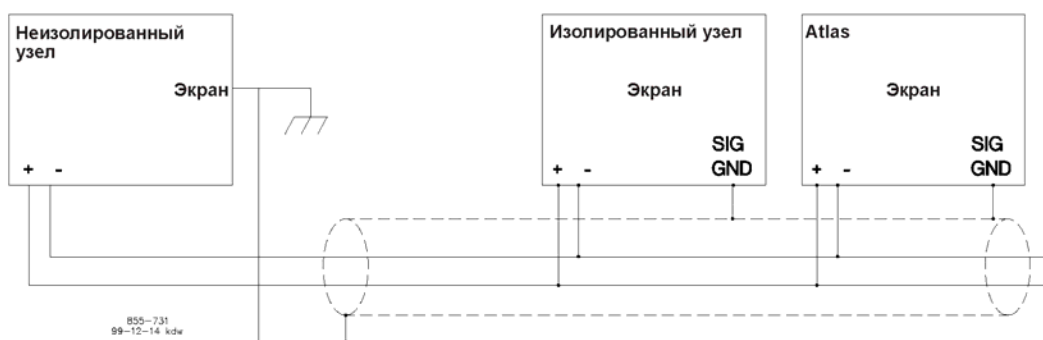 Неизолированный
узел
Экран
+ -
Изолированный узел
Экран
SIG
+ - GND
Atlas
Экран
SIG
+ - GND
855-731
99-12-14 kdw